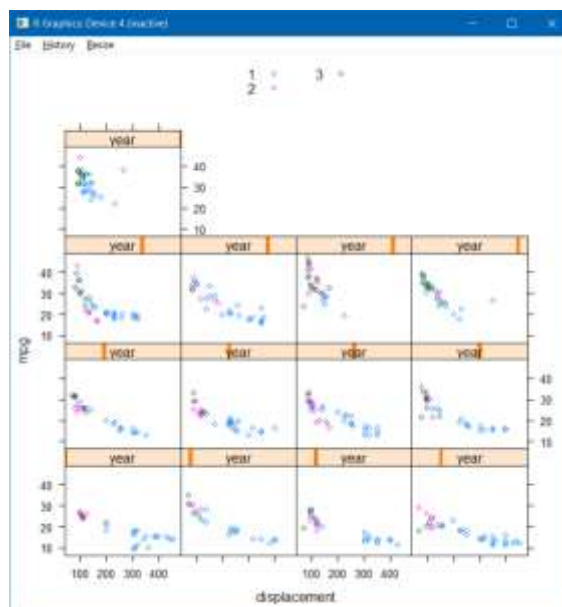 R Graphics Device 4 (inactive)
File History Resize
1 3
2
year
40
30
20
10
year year year year
40
30
20
10
year year year year
40
30
20
10
year year year year
40
30
20
10
100 200 300 400 100 200 300 400
mpg
displacement